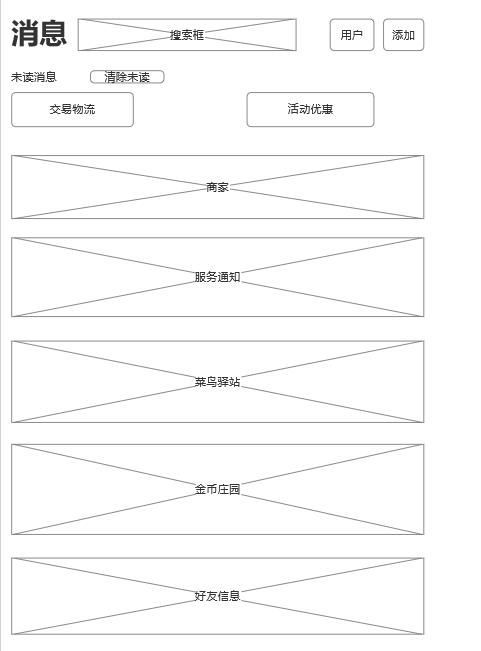 消息 搜索框 用户 添加
未读消息 清除未读
交易物流 活动优惠
商家
服务通知
菜鸟驿站
金币庄园
好友信息